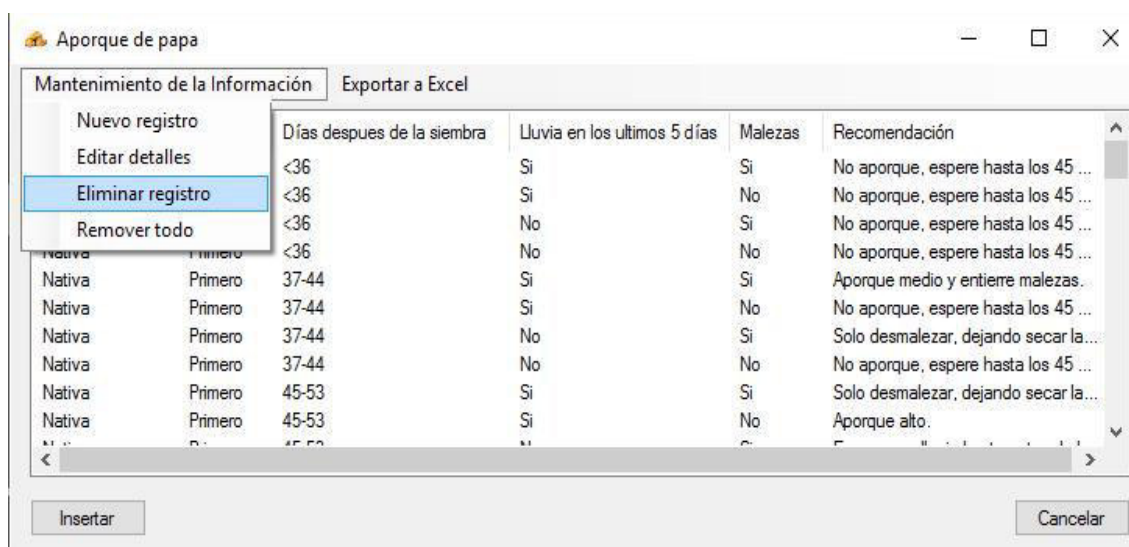 Aporque de papa
Mantenimiento de la Información Exportar a Excel
Nuevo registro
Editar detalles
Eliminar registro
Remover todo
Días despues de la siembra Lluvia en los ultimos 5 días Malezas Recomendación
<36 Si Si No aporque, espere hasta los 45 ...
<36 Si No No aporque, espere hasta los 45 ...
<36 No Si No aporque, espere hasta los 45 ...
Nativa Primero <36 No No No aporque, espere hasta los 45 ...
Nativa Primero 37-44 Si Si Aporque medio y entierre malezas.
Nativa Primero 37-44 Si No No aporque, espere hasta los 45 ...
Nativa Primero 37-44 No Si Solo desmalezar, dejando secar la...
Nativa Primero 37-44 No No No aporque, espere hasta los 45 ...
Nativa Primero 45-53 Si Si Solo desmalezar, dejando secar la...
Nativa Primero 45-53 Si No Aporque alto.
Insertar Cancelar